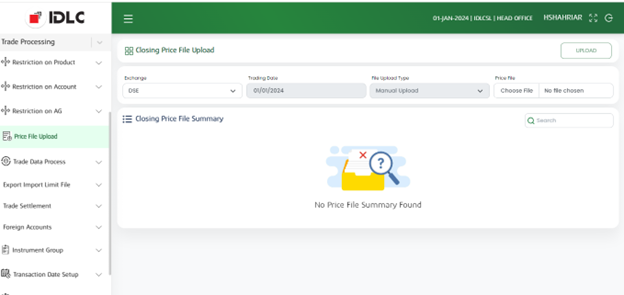 IDLC
01-JAN-2024 | IDLCSL | HEAD OFFICE
HSHAHRIAR
Trade Processing
Restriction on Product
Restriction on Account
Restriction on AG
Price File Upload
Trade Data Process
Export Import Limit File
Trade Settlement
Foreign Accounts
Instrument Group
Transaction Date Setup
Closing Price File Upload
UPLOAD
Exchange
Trading Date
File Upload Type
Price File
DSE
01/01/2024
Manual Upload
Choose File
No file chosen
Closing Price File Summary
Search
No Price File Summary Found